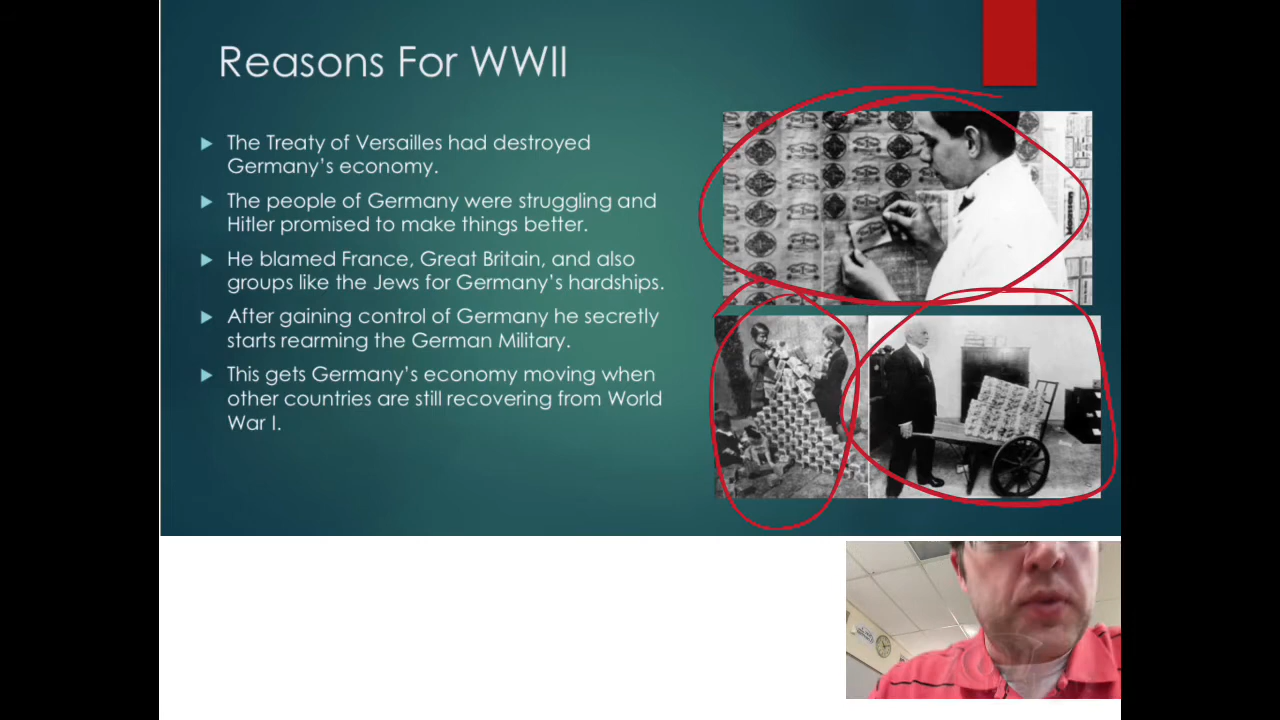 Reasons For WWII
The Treaty of Versailles had destroyed
Germany's economy.
The people of Germany were struggling and
Hitler promised to make things better.
He blamed France, Great Britain, and also
groups like the Jews for Germany's hardships.
After gaining control of Germany he secretly
starts rearming the German Military.
This gets Germany's economy moving when
other countries are still recovering from World
War I.